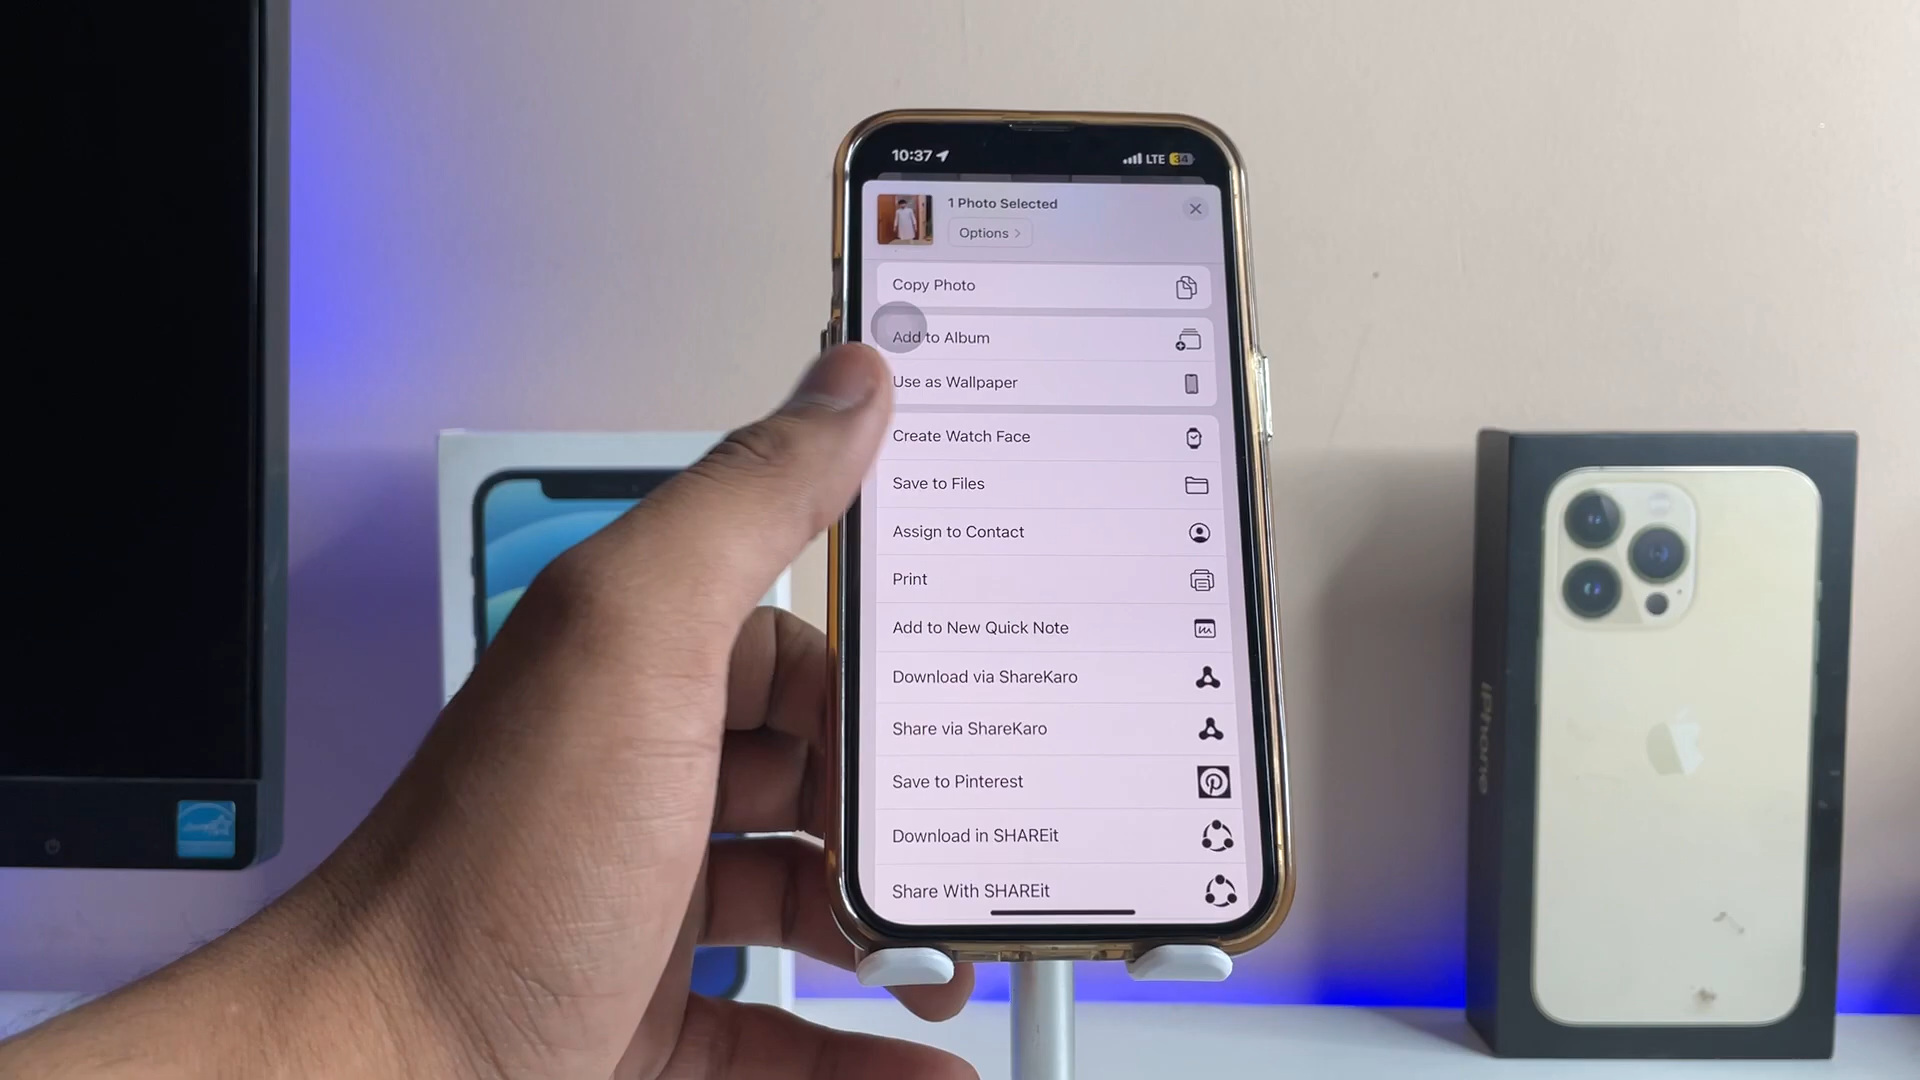 10:37
LTE 34
1 Photo Selected
Options
Copy Photo
Add to Album
Use as Wallpaper
Create Watch Face
Save to Files
Assign to Contact
Print
Add to New Quick Note
Download via ShareKaro
Share via ShareKaro
Save to Pinterest
Download in SHAREit
Share With SHAREit
iPhone